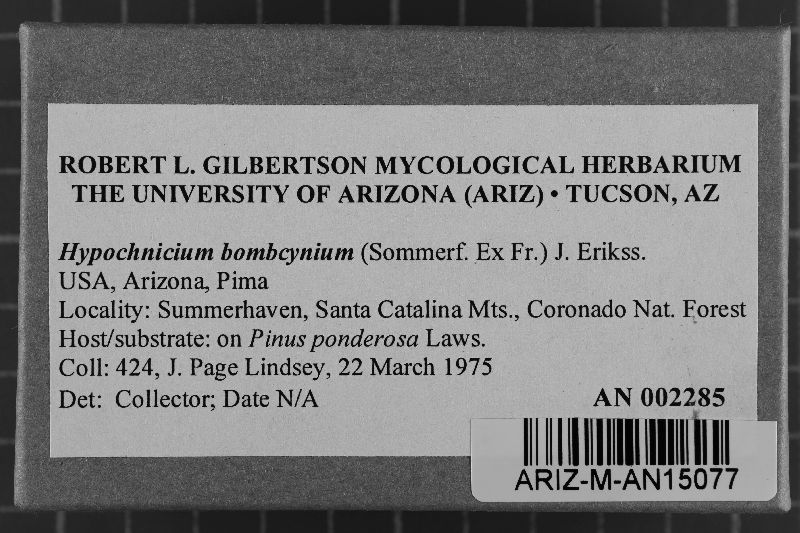 ROBERT L. GILBERTSON MYCOLOGICAL HERBARIUM
THE UNIVERSITY OF ARIZONA (ARIZ) • TUCSON, AZ
Hypochnicium bombcynium (Sommerf. Ex Fr.) J. Erikss.
USA, Arizona, Pima
Locality: Summerhaven, Santa Catalina Mts., Coronado Nat. Forest
Host/substrate: on Pinus ponderosa Laws.
Coll: 424, J. Page Lindsey, 22 March 1975
Det: Collector; Date N/A
AN 002285
ARIZ-M-AN15077